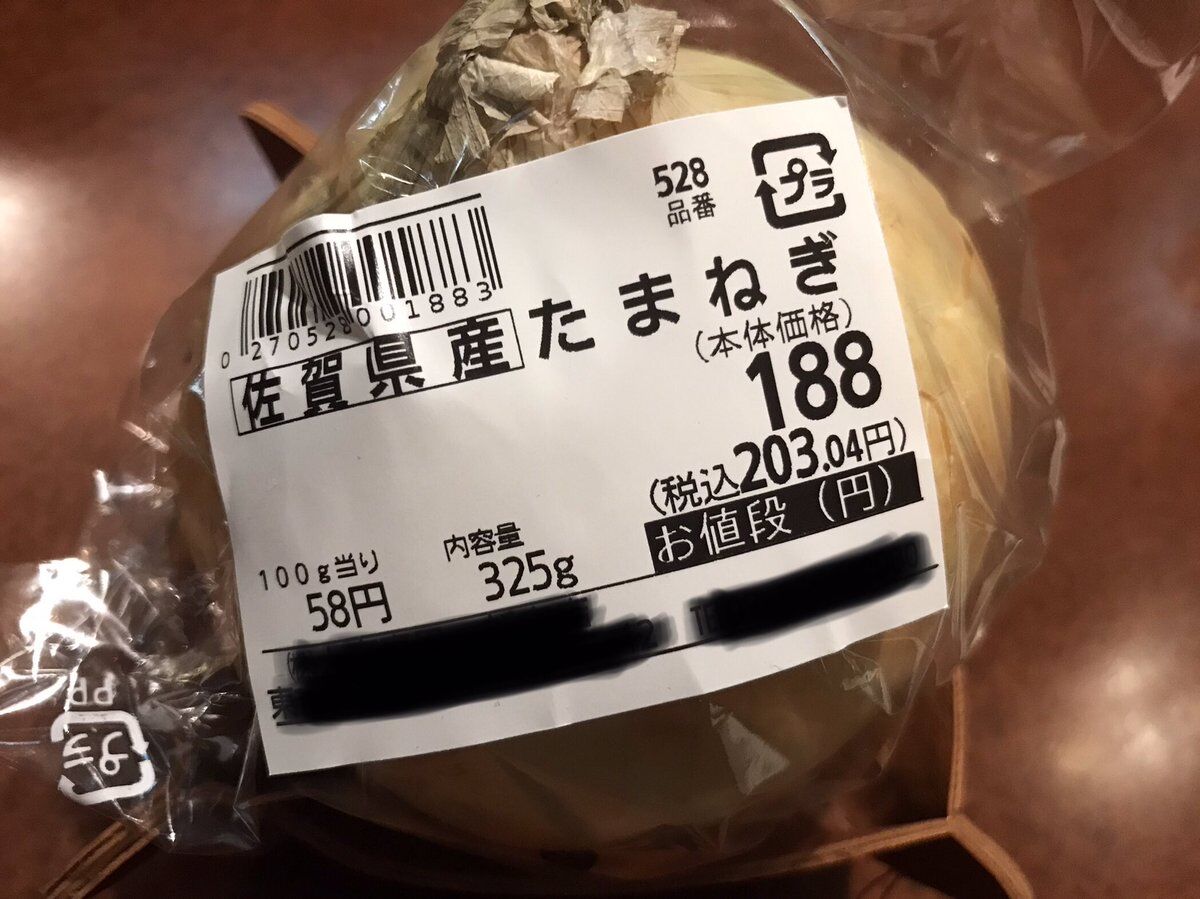 528
品番
プラ
0 270528 001883
佐賀県産 たまねぎ
(本体価格)
188
(税込203.04円)
お値段 (円)
100g当り
58円
内容量
325g
PP
プラ